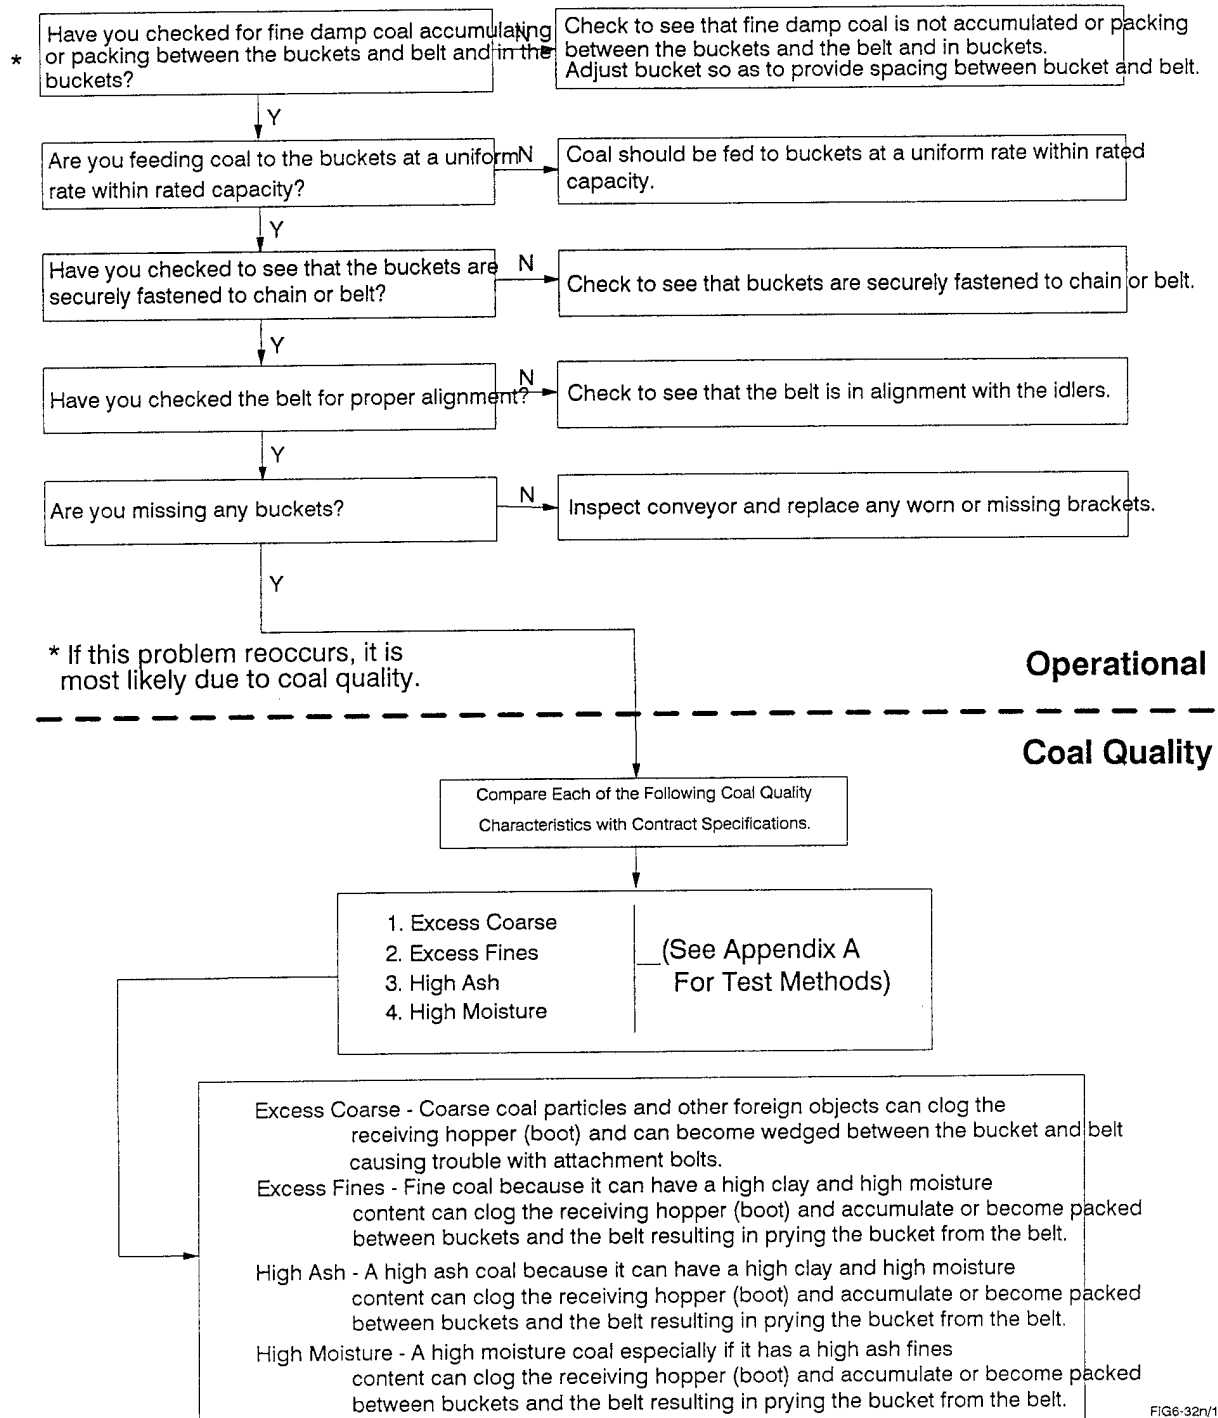 Have you checked for fine damp coal accumulating
or packing between the buckets and belt and in the
buckets?
*
N
Check to see that fine damp coal is not accumulated or packing
between the buckets and the belt and in buckets.
Adjust bucket so as to provide spacing between bucket and belt.
Y
Are you feeding coal to the buckets at a uniform
rate within rated capacity?
N
Coal should be fed to buckets at a uniform rate within rated
capacity.
Y
Have you checked to see that the buckets are
securely fastened to chain or belt?
N
Check to see that buckets are securely fastened to chain or belt.
Y
Have you checked the belt for proper alignment?
N
Check to see that the belt is in alignment with the idlers.
Y
Are you missing any buckets?
N
Inspect conveyor and replace any worn or missing brackets.
Y
* If this problem reoccurs, it is
most likely due to coal quality.
Operational
Coal Quality
Compare Each of the Following Coal Quality
Characteristics with Contract Specifications.
1. Excess Coarse
2. Excess Fines
3. High Ash
4. High Moisture
(See Appendix A
For Test Methods)
Excess Coarse - Coarse coal particles and other foreign objects can clog the
receiving hopper (boot) and can become wedged between the bucket and belt
causing trouble with attachment bolts.
Excess Fines - Fine coal because it can have a high clay and high moisture
content can clog the receiving hopper (boot) and accumulate or become packed
between buckets and the belt resulting in prying the bucket from the belt.
High Ash - A high ash coal because it can have a high clay and high moisture
content can clog the receiving hopper (boot) and accumulate or become packed
between buckets and the belt resulting in prying the bucket from the belt.
High Moisture - A high moisture coal especially if it has a high ash fines
content can clog the receiving hopper (boot) and accumulate or become packed
between buckets and the belt resulting in prying the bucket from the belt.
FIG6-32n/1